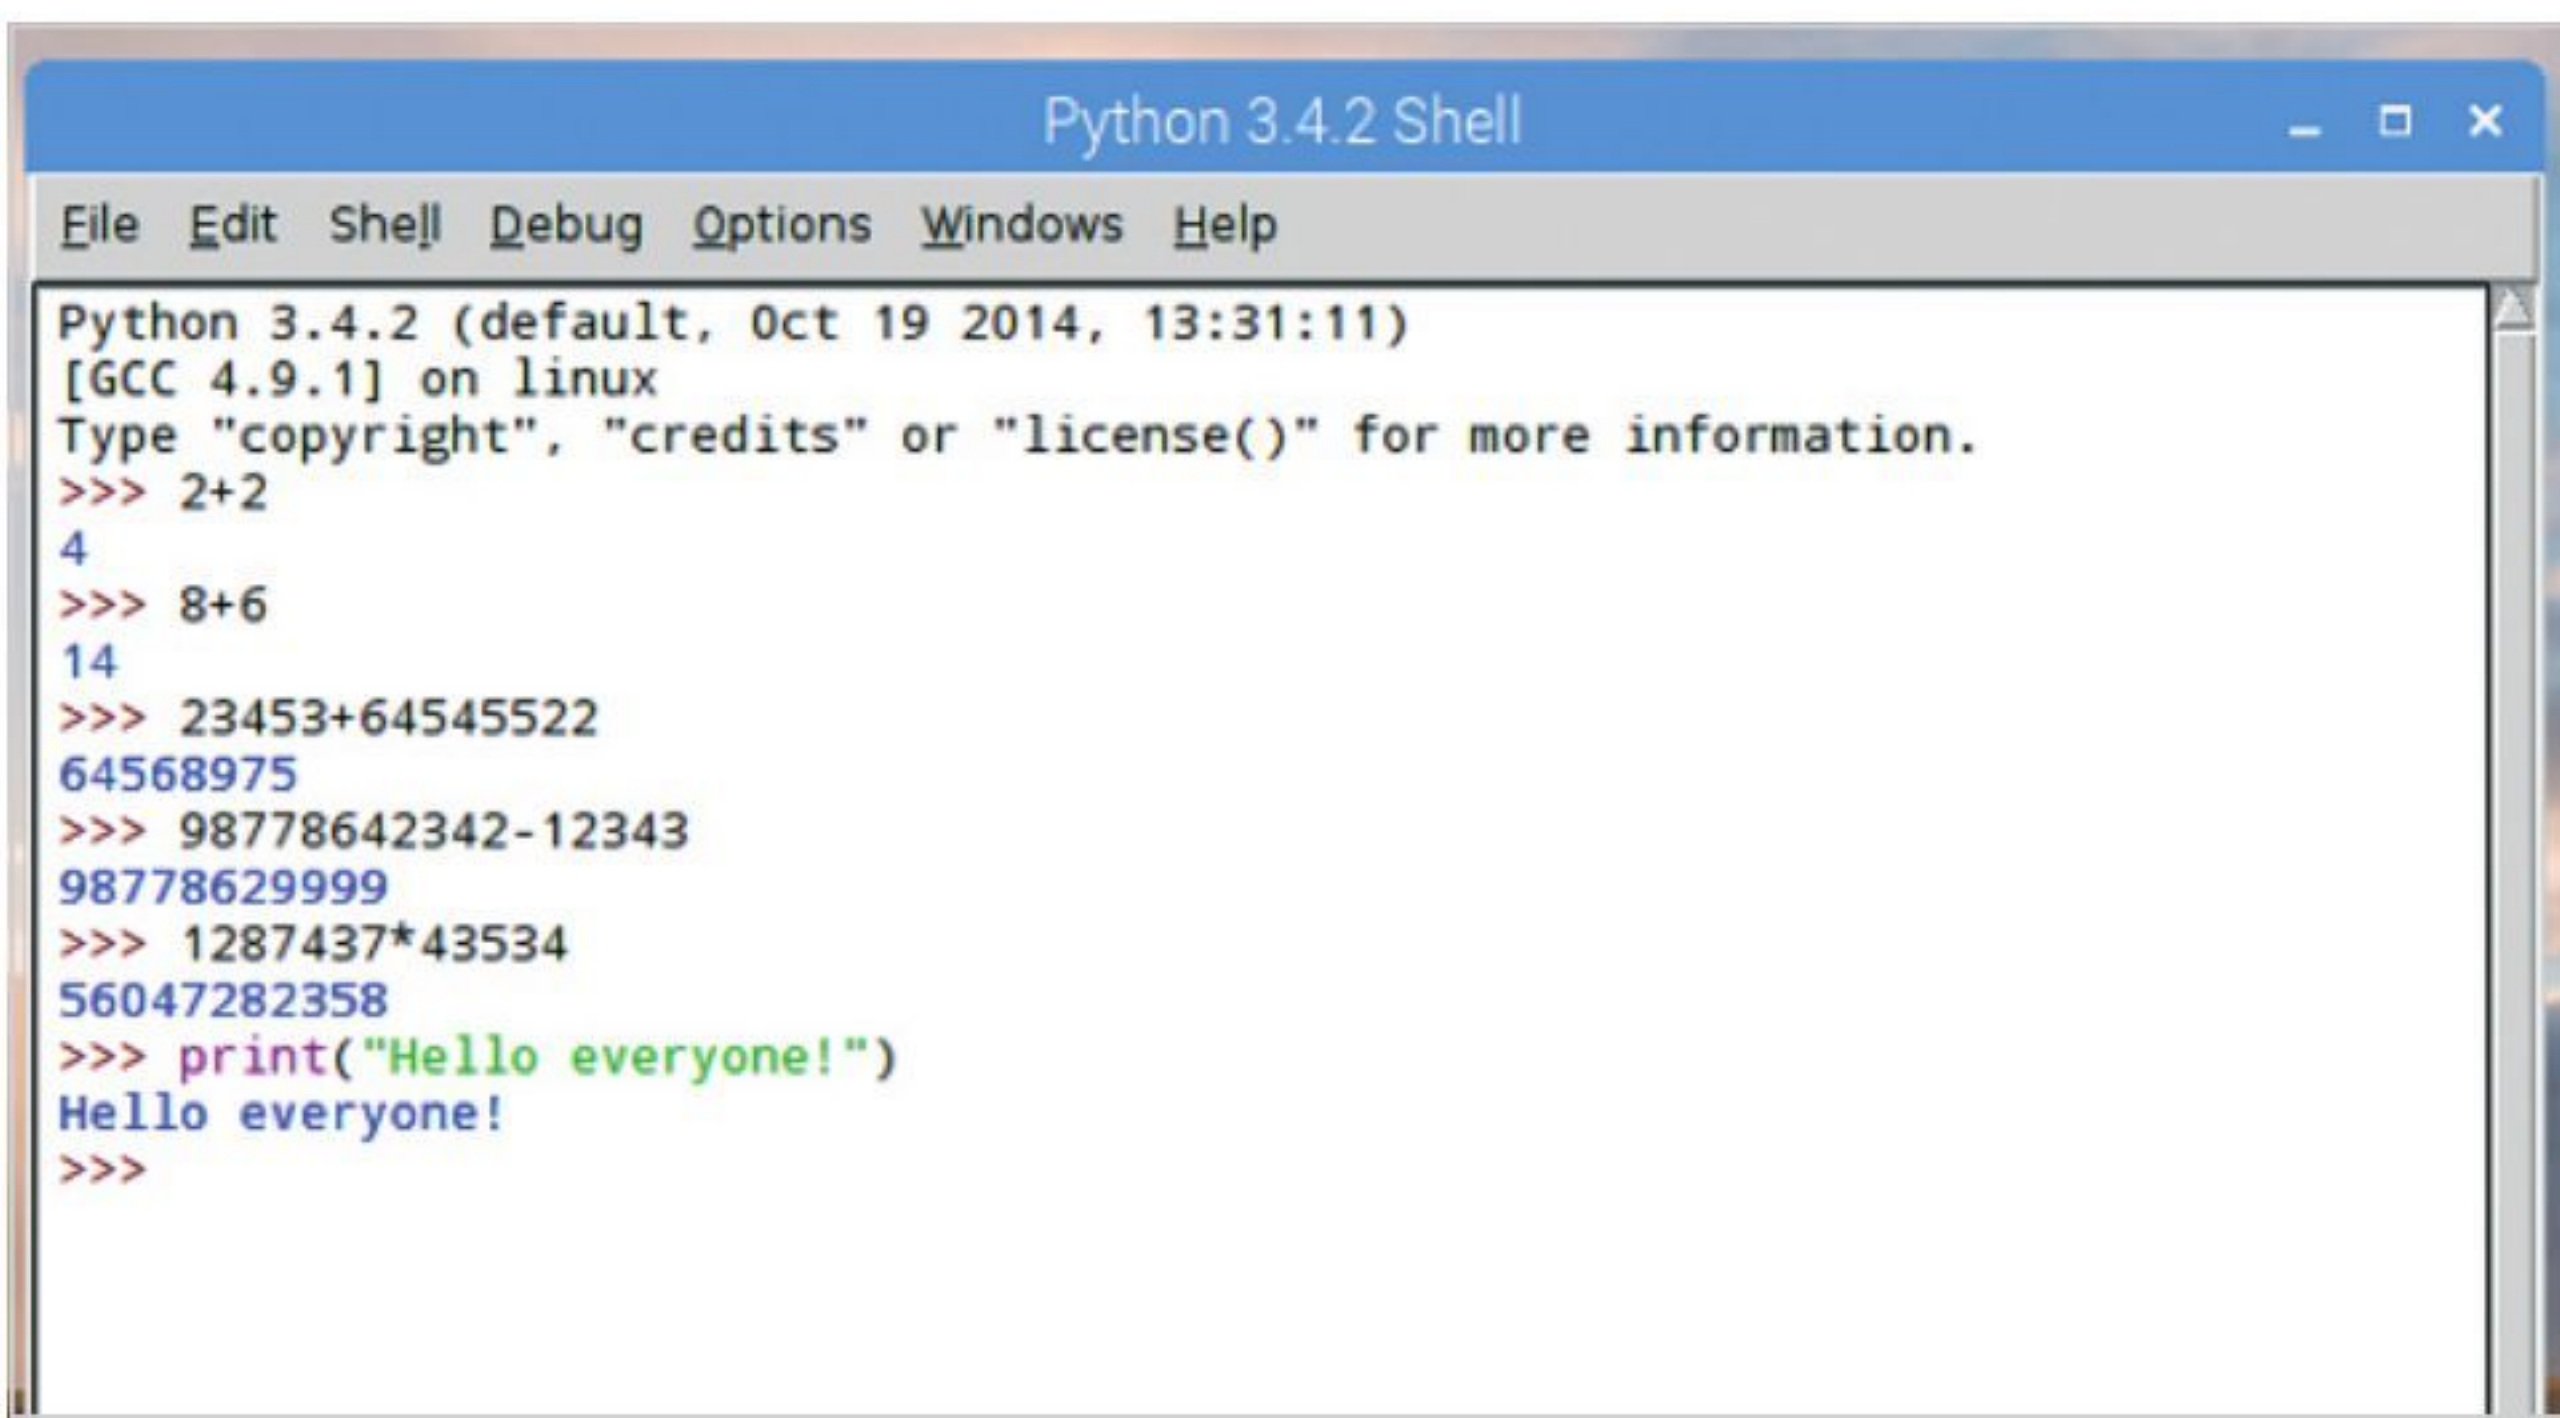 Python 3.4.2 Shell
File Edit Shell Debug Options Windows Help
Python 3.4.2 (default, Oct 19 2014, 13:31:11)
[GCC 4.9.1] on linux
Type "copyright", "credits" or "license()" for more information.
>>> 2+2
4
>>> 8+6
14
>>> 23453+64545522
64568975
>>> 98778642342-12343
98778629999
>>> 1287437*43534
56047282358
>>> print("Hello everyone!")
Hello everyone!
>>>